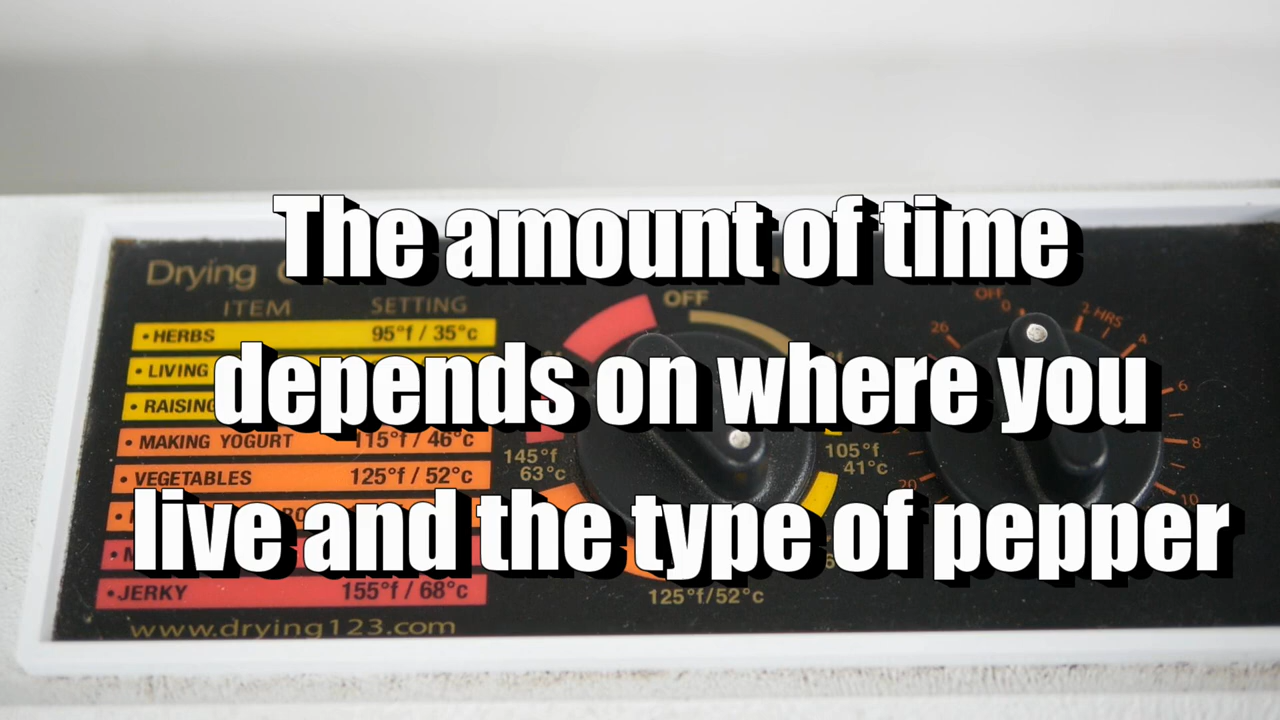 The amount of time
depends on where you
live and the type of pepper
Drying
ITEM SETTING
• HERBS 95°f / 35°c
• LIVING
• RAISING
• MAKING YOGURT 115°f / 46°c
• VEGETABLES 125°f / 52°c
• JERKY 155°f / 68°c
www.drying123.com
OFF
145°f
63°c
105°f
41°c
125°f/52°c
OFF
0
2 HRS
4
6
8
10
20
26